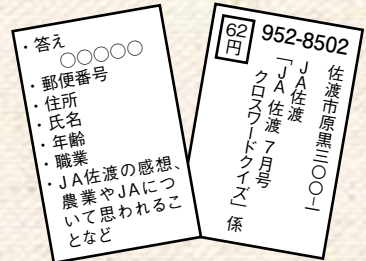 ・答え
○○○○○
・郵便番号
・住所
・氏名
・年齢
・職業
・JA佐渡の感想、
農業やJAにつ
いて思われるこ
となど
62
円
952-8502
佐渡市原黒三〇〇ー一
JA佐渡
「JA佐渡 7月号
クロスワードクイズ」係